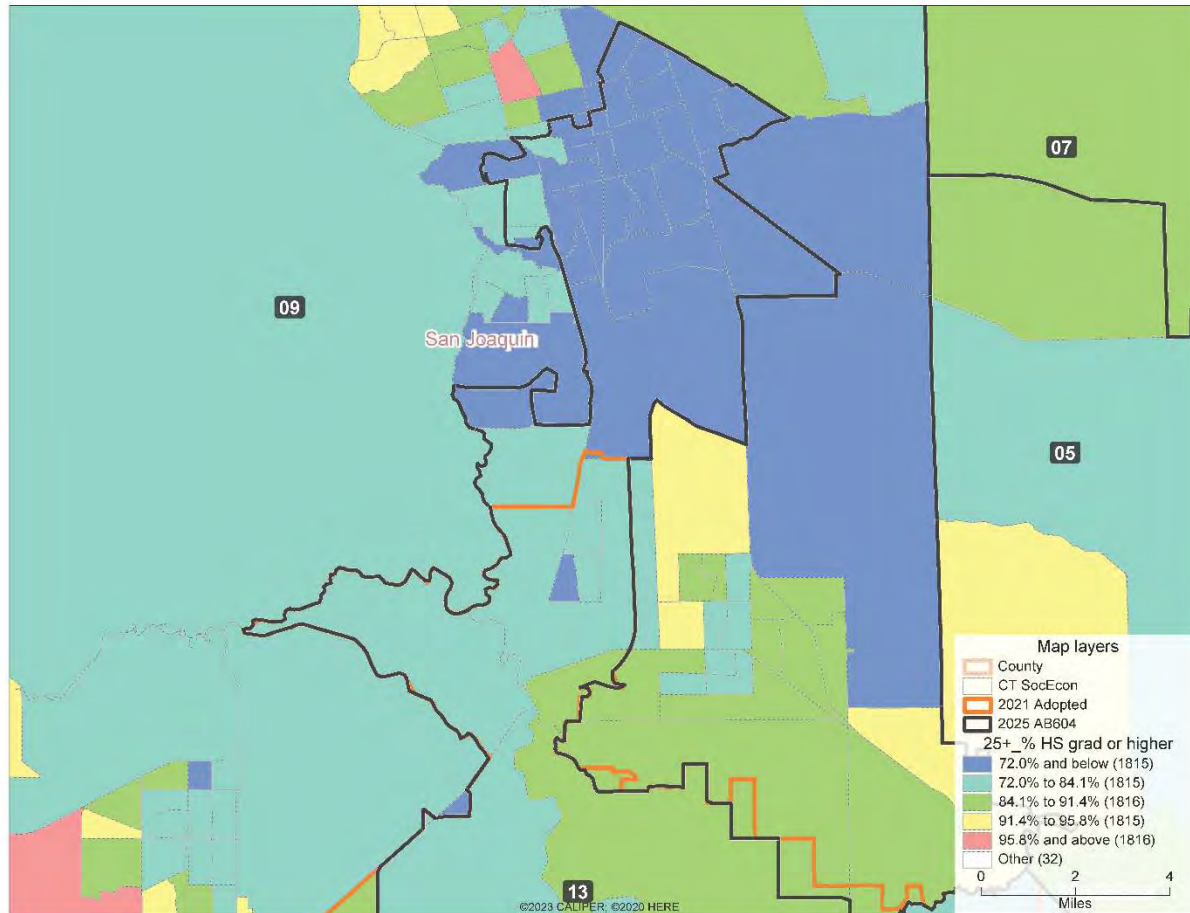 07
09
San Joaquin
05
13
Map layers
County
CT SocEcon
2021 Adopted
2025 AB604
25+_% HS grad or higher
72.0% and below (1815)
72.0% to 84.1% (1815)
84.1% to 91.4% (1816)
91.4% to 95.8% (1815)
95.8% and above (1816)
Other (32)
0 2 4
Miles
©2023 CALIPER; ©2020 HERE